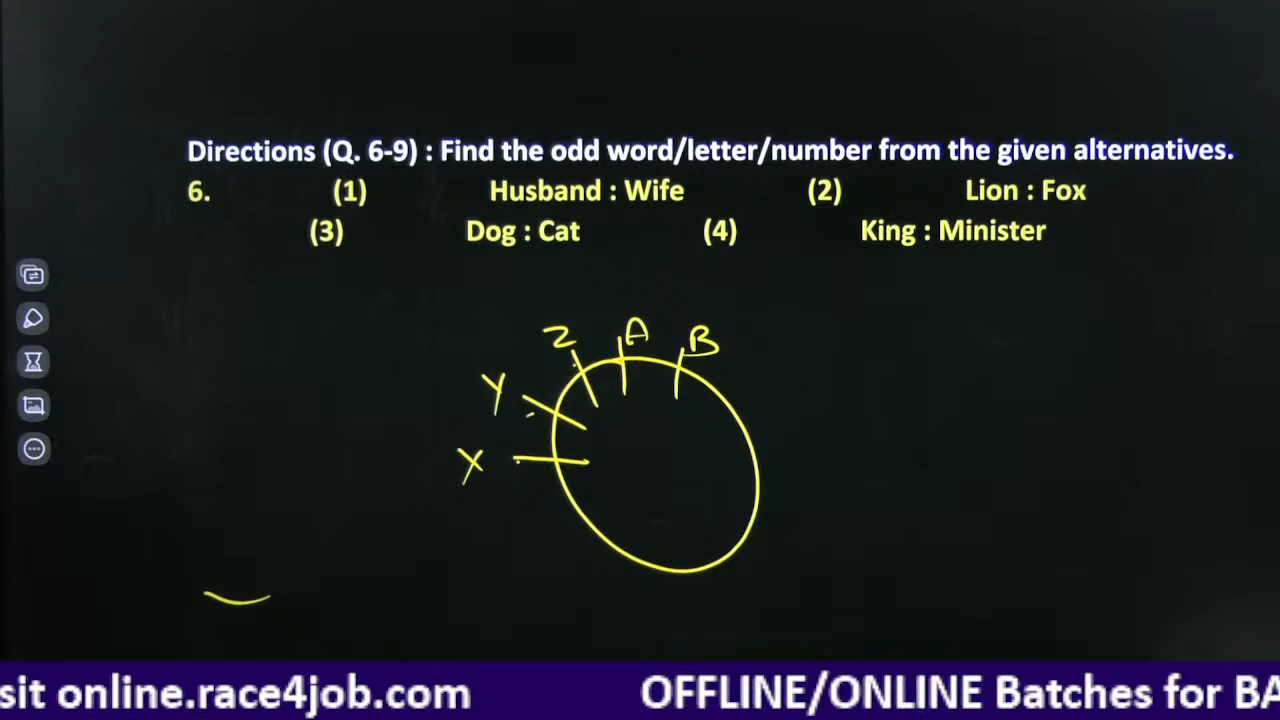 Directions (Q. 6-9) : Find the odd word/letter/number from the given alternatives.
6. (1) Husband : Wife (2) Lion : Fox
(3) Dog : Cat (4) King : Minister
Z A B
Y
X
sit online.race4job.com OFFLINE/ONLINE Batches for BA